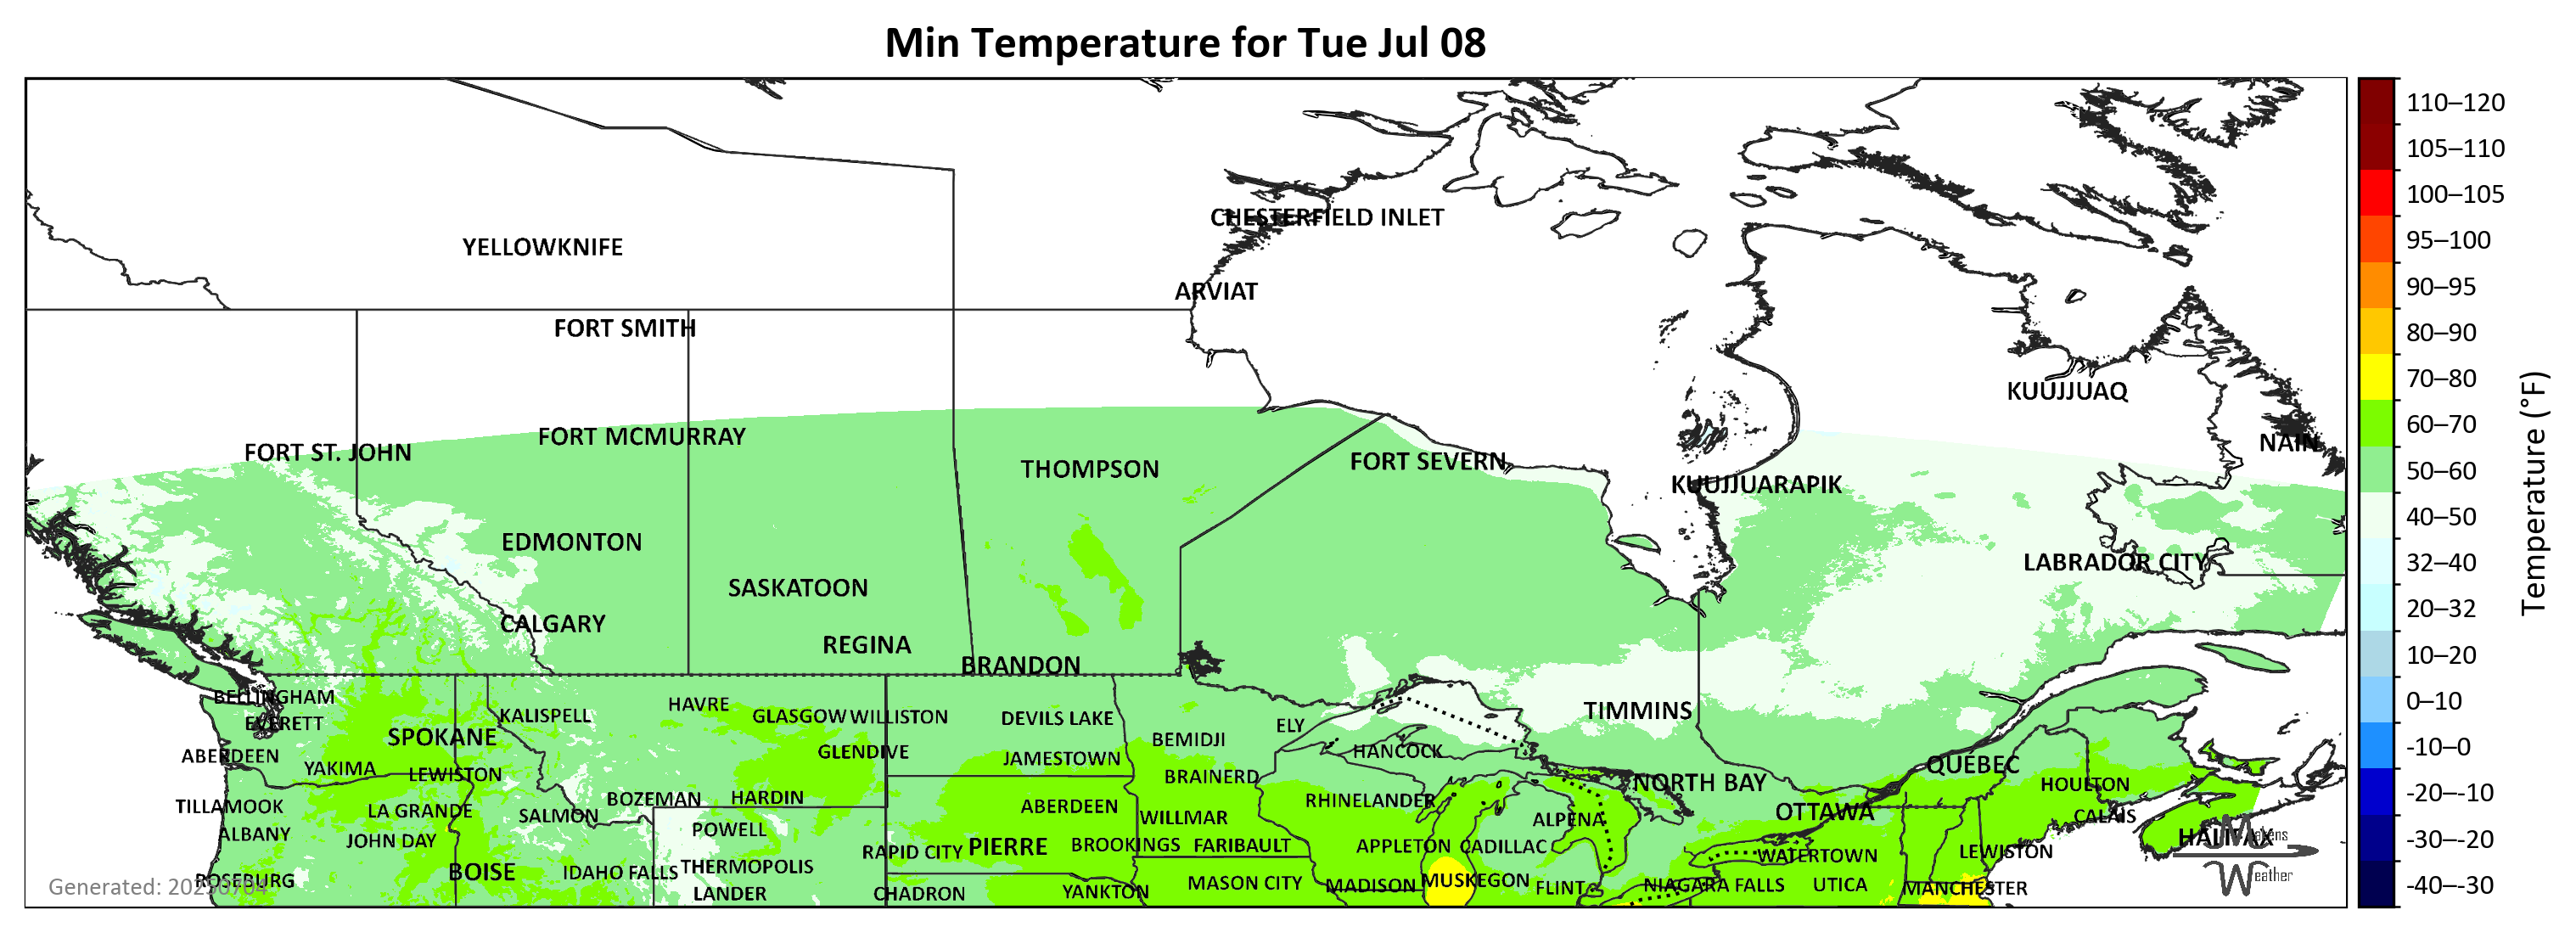 Min Temperature for Tue Jul 08
110–120
105–110
CHESTERFIELD INLET
100–105
YELLOWKNIFE
95–100
ARVIAT
90–95
FORT SMITH
80–90
70–80
KUUJJUAQ
60–70
FORT MCMURRAY
NAIN
FORT ST. JOHN
FORT SEVERN
THOMPSON
50–60
KUUJJUARAPIK
40–50
EDMONTON
LABRADOR CITY
32–40
SASKATOON
20–32
CALGARY
REGINA
10–20
BRANDON
Temperature (°F)
BELLINGHAM
0–10
HAVRE
TIMMINS
KALISPELL
GLASGOW
WILLISTON
DEVILS LAKE
EVERETT
ELY
SPOKANE
BEMIDJI
-10–0
ABERDEEN
GLENDIVE
HANCOCK
JAMESTOWN
QUÉBEC
YAKIMA
LEWISTON
BRAINERD
NORTH BAY
HOULTON
-20–-10
BOZEMAN
HARDIN
RHINELANDER
TILLAMOOK
LA GRANDE
SALMON
ABERDEEN
WILLMAR
ALPENA
OTTAWA
CALAIS
ALBANY
JOHN DAY
POWELL
HALIFAX
Makens
Weather
-30–-20
RAPID CITY
PIERRE
BROOKINGS
FARIBAULT
APPLETON
CADILLAC
WATERTOWN
LEWISTON
BOISE
IDAHO FALLS
THERMOPOLIS
ROSEBURG
Generated: 20250704
MASON CITY
MADISON
MUSKEGON
FLINT
NIAGARA FALLS
UTICA
MANCHESTER
-40–-30
LANDER
CHADRON
YANKTON